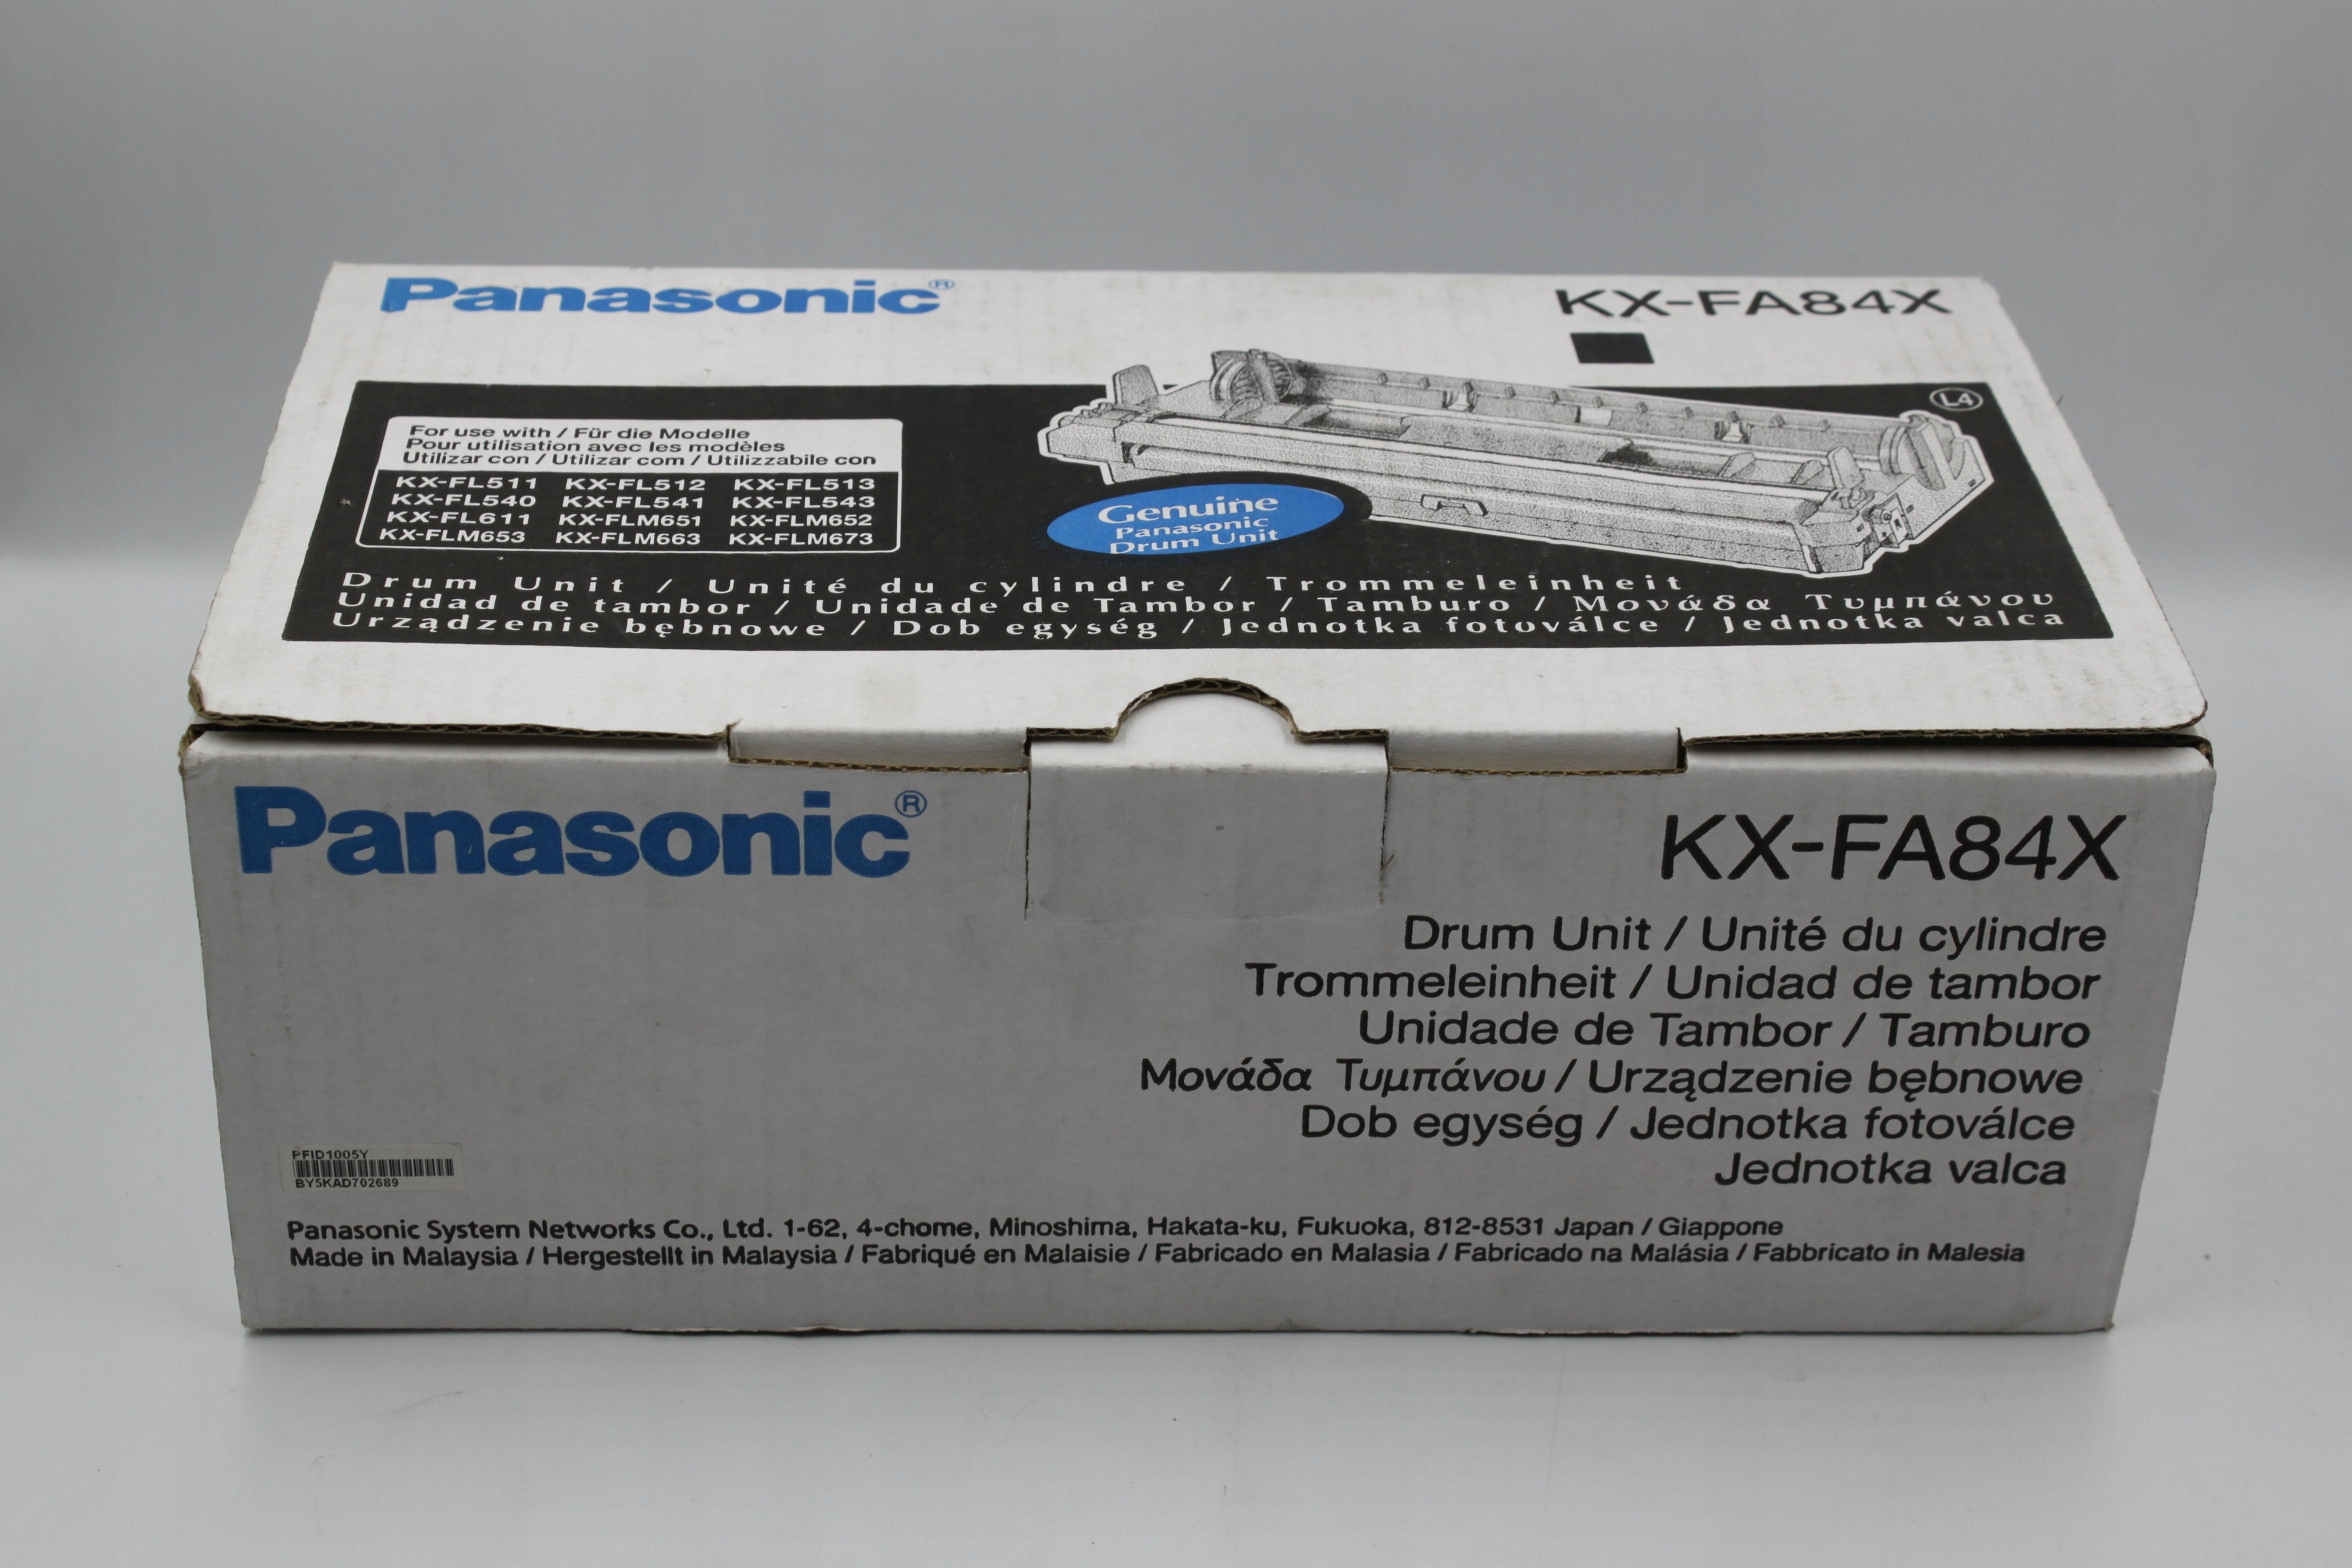 Panasonic®
KX-FA84X
L4
For use with / Für die Modelle
Pour utilisation avec les modèles
Utilizar con / Utilizar com / Utilizzabile con
KX-FL511 KX-FL512 KX-FL513
KX-FL540 KX-FL541 KX-FL543
KX-FL611 KX-FLM651 KX-FLM652
KX-FLM653 KX-FLM663 KX-FLM673
Genuine
Panasonic
Drum Unit
Drum Unit / Unité du cylindre / Trommeleinheit
Unidad de tambor / Unidade de Tambor / Tamburo / Μονάδα Τυμπάνου
Urządzenie bębnowe / Dob egység / Jednotka fotoválce / Jednotka valca
Panasonic®
KX-FA84X
Drum Unit / Unité du cylindre
Trommeleinheit / Unidad de tambor
Unidade de Tambor / Tamburo
Μονάδα Τυμπάνου / Urządzenie bębnowe
Dob egység / Jednotka fotoválce
Jednotka valca
PFID1005Y
BY5KAD702689
Panasonic System Networks Co., Ltd. 1-62, 4-chome, Minoshima, Hakata-ku, Fukuoka, 812-8531 Japan / Giappone
Made in Malaysia / Hergestellt in Malaysia / Fabriqué en Malaisie / Fabricado en Malasia / Fabricado na Malásia / Fabbricato in Malesia